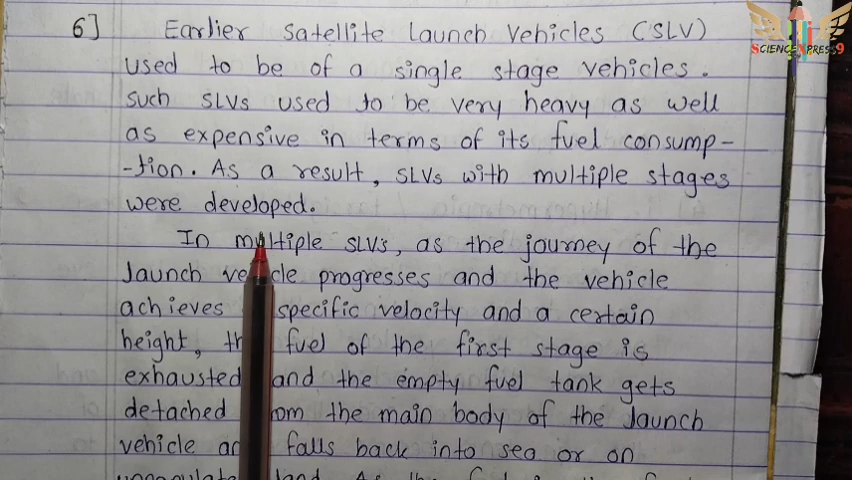 6] Earlier Satellite Launch Vehicles (SLV)
used to be of a single stage vehicles.
Such SLVs used to be very heavy as well
as expensive in terms of its fuel consump-
-tion. As a result, SLVs with multiple stages
were developed.
In multiple SLVs, as the journey of the
launch vehicle progresses and the vehicle
achieves specific velocity and a certain
height, fuel of the first stage is
exhausted and the empty fuel tank gets
detached the main body of the launch
vehicle falls back into sea or on
SCIENCEXPRESS9